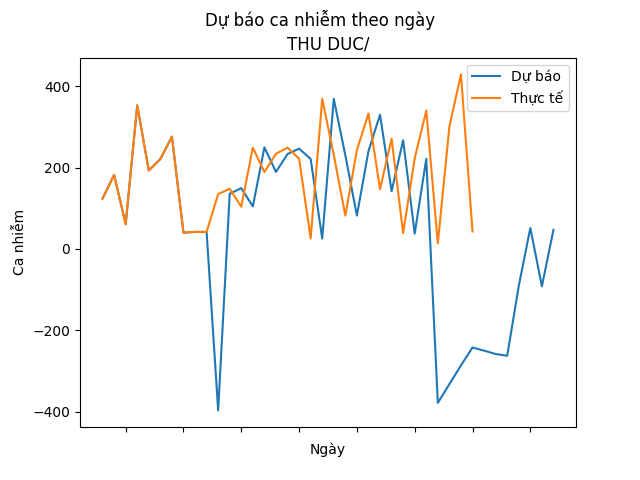 Dự báo ca nhiễm theo ngày
THU DUC/
Dự báo
Thực tế
400
200
0
−200
−400
Ca nhiễm
Ngày